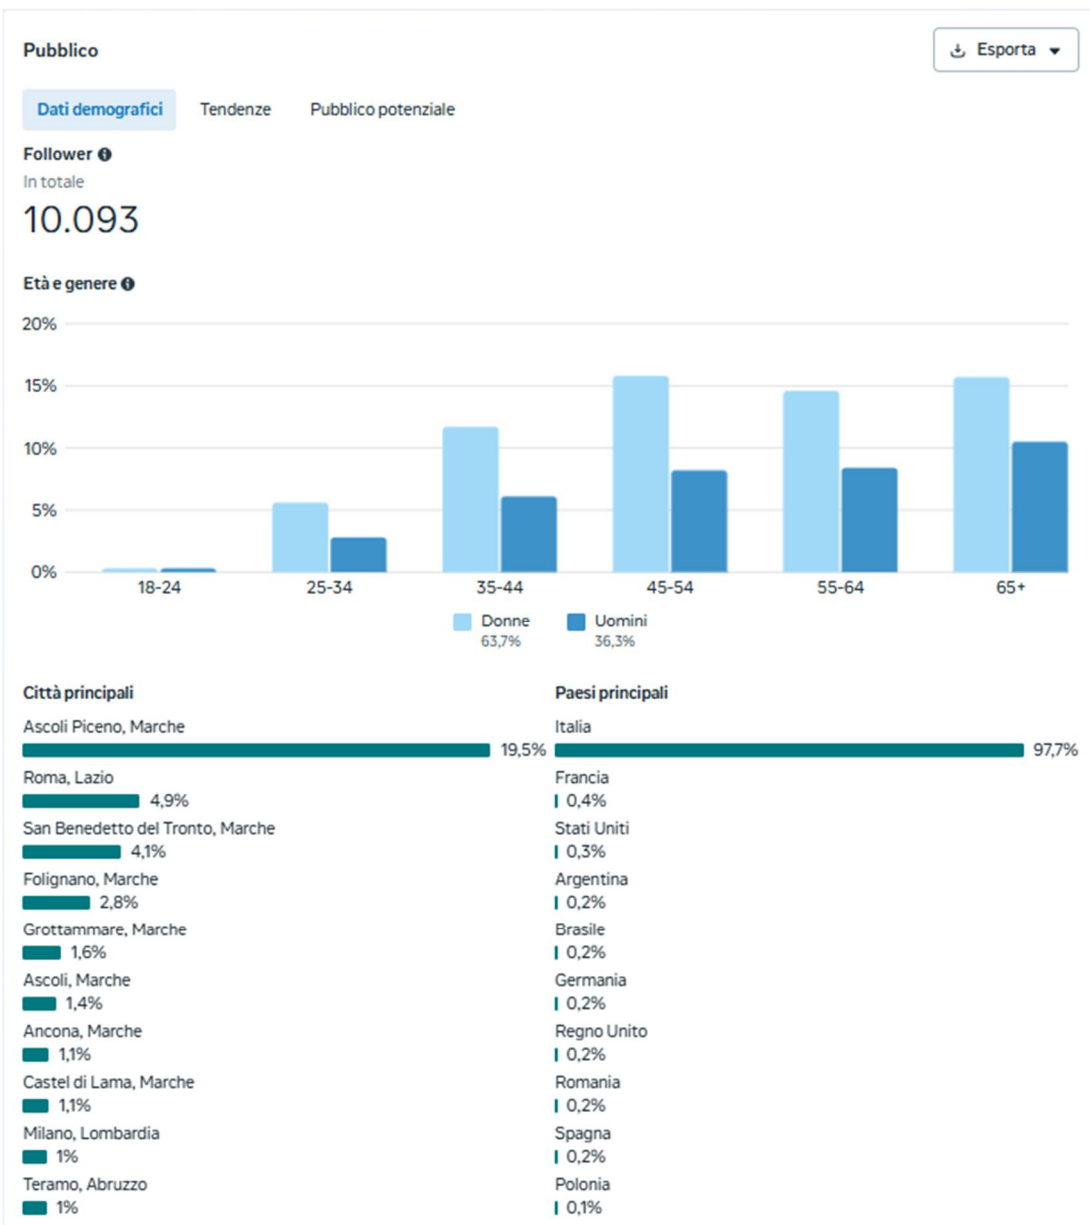 Pubblico
Esporta
Dati demografici Tendenze Pubblico potenziale
Follower
In totale
10.093
Età e genere
20%
15%
10%
5%
0%
18-24 25-34 35-44 45-54 55-64 65+
Donne Uomini
63,7% 36,3%
Città principali
Ascoli Piceno, Marche
19,5%
Roma, Lazio
4,9%
San Benedetto del Tronto, Marche
4,1%
Folignano, Marche
2,8%
Grottammare, Marche
1,6%
Ascoli, Marche
1,4%
Ancona, Marche
1,1%
Castel di Lama, Marche
1,1%
Milano, Lombardia
1%
Teramo, Abruzzo
1%
Paesi principali
Italia
97,7%
Francia
0,4%
Stati Uniti
0,3%
Argentina
0,2%
Brasile
0,2%
Germania
0,2%
Regno Unito
0,2%
Romania
0,2%
Spagna
0,2%
Polonia
0,1%